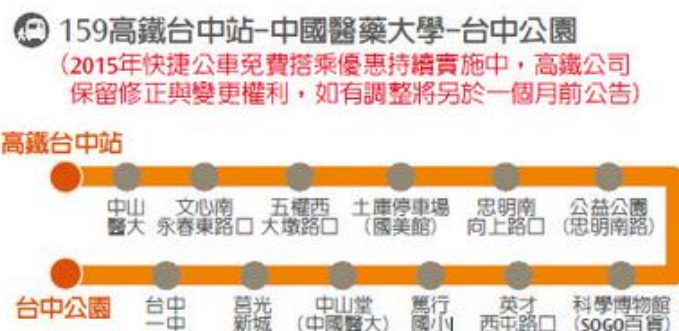 159高鐵台中站-中國醫藥大學-台中公園
(2015年快捷公車免費搭乘優惠持續實施中，高鐵公司
保留修正與變更權利，如有調整將另於一個月前公告)
高鐵台中站
中山
醫大
文心南
永春東路口
五權西
大墩路口
土庫停車場
(國美館)
忠明南
向上路口
公益公園
(忠明南路)
台中公園
台中
一中
莒光
新城
中山堂
(中國醫大)
篤行
國小
英才
西屯路口
科學博物館
(SOGO百貨)